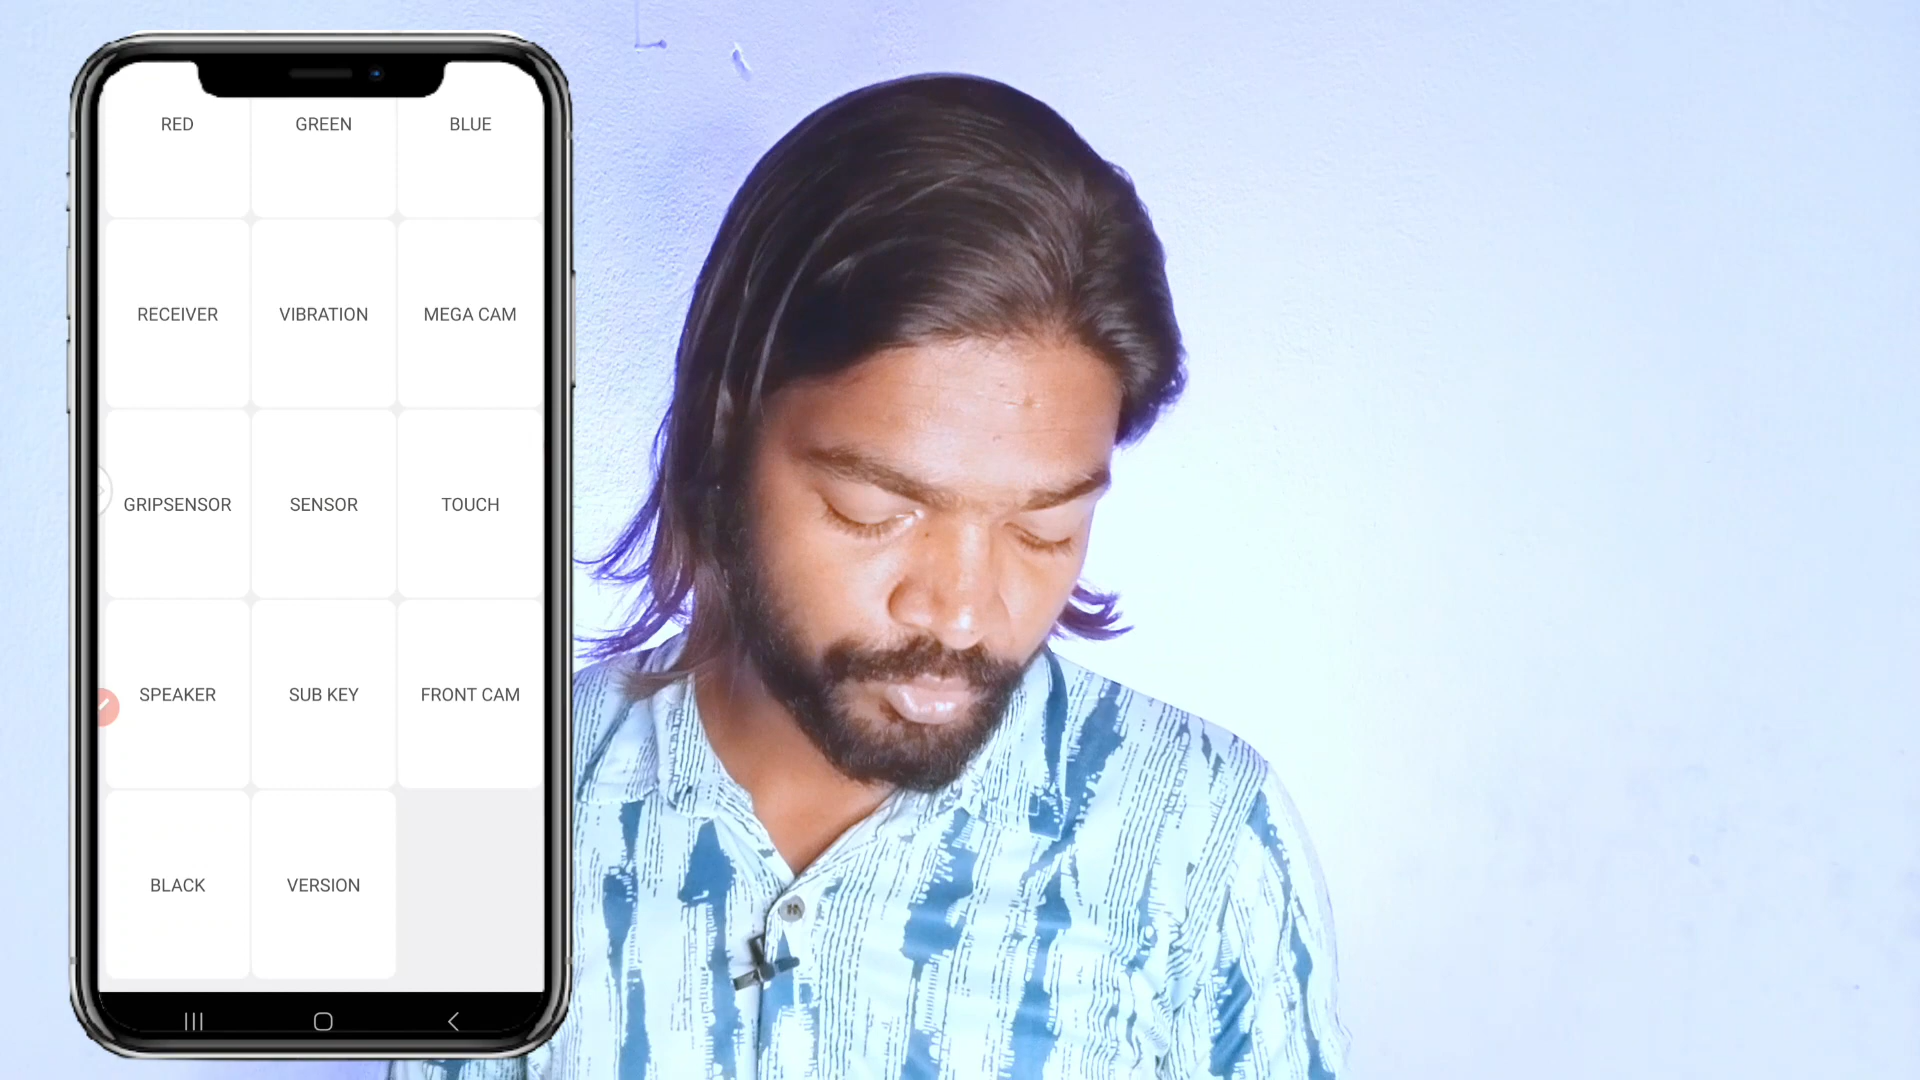 RED GREEN BLUE
RECEIVER VIBRATION MEGA CAM
GRIPSENSOR SENSOR TOUCH
SPEAKER SUB KEY FRONT CAM
BLACK VERSION